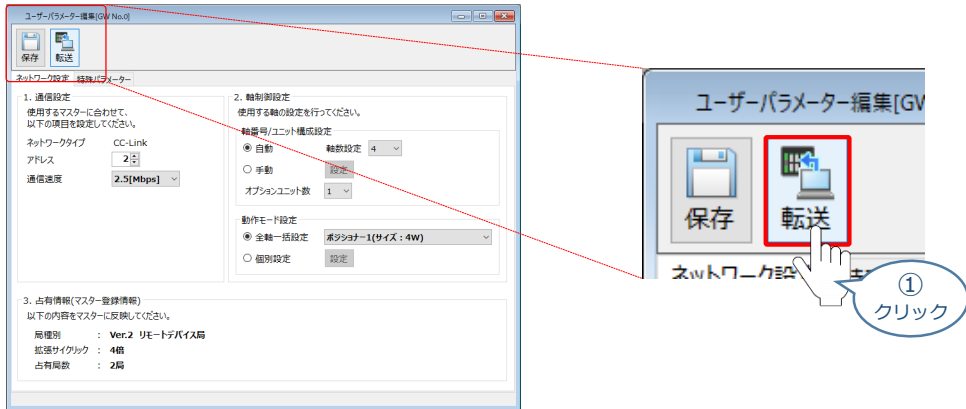 ユーザーパラメーター編集[GW No.0]
保存
転送
ネットワーク設定 特殊パラメーター
1. 通信設定
使用するマスターに合わせて、
以下の項目を設定してください。
ネットワークタイプ CC-Link
アドレス 2
通信速度 2.5[Mbps]
2. 軸制御設定
使用する軸の設定を行ってください。
軸番号/ユニット構成設定
自動 軸数設定 4
手動 設定
オプションユニット数 1
動作モード設定
全軸一括設定 ポジショナー1(サイズ：4W)
個別設定 設定
3. 占有情報(マスター登録情報)
以下の内容をマスターに反映してください。
局種別 : Ver.2 リモートデバイス局
拡張サイクリック : 4倍
占有局数 : 2局
ユーザーパラメーター編集[GW
保存
転送
ネットワーク設
①
クリック